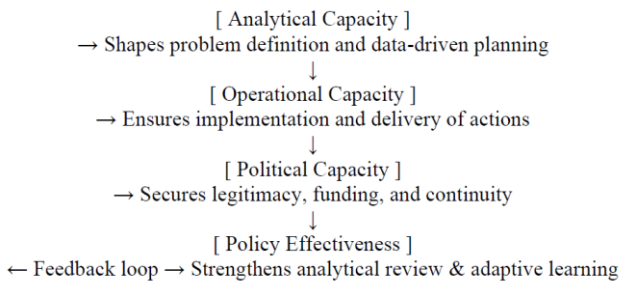 [ Analytical Capacity ]
→ Shapes problem definition and data-driven planning
↓
[ Operational Capacity ]
→ Ensures implementation and delivery of actions
↓
[ Political Capacity ]
→ Secures legitimacy, funding, and continuity
↓
[ Policy Effectiveness ]
← Feedback loop → Strengthens analytical review & adaptive learning